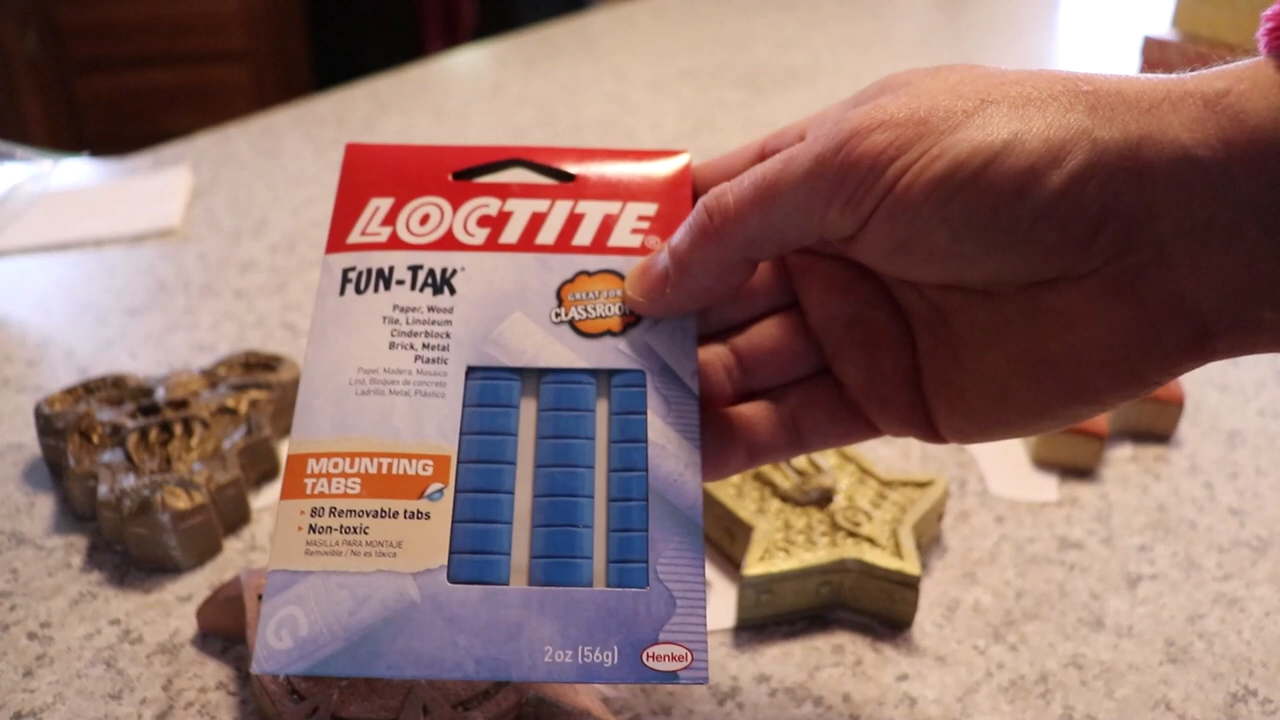 LOCTITE®
FUN-TAK®
GREAT FOR
CLASSROO
Paper, Wood
Tile, Linoleum
Cinderblock
Brick, Metal
Plastic
Papel, Madera, Mosaico
Linó, Bloques de concreto
Ladrillo, Metal, Plástico
MOUNTING
TABS
80 Removable tabs
Non-toxic
MASILLA PARA MONTAJE
Removible / No es tóxica
G
2oz (56g)
Henkel